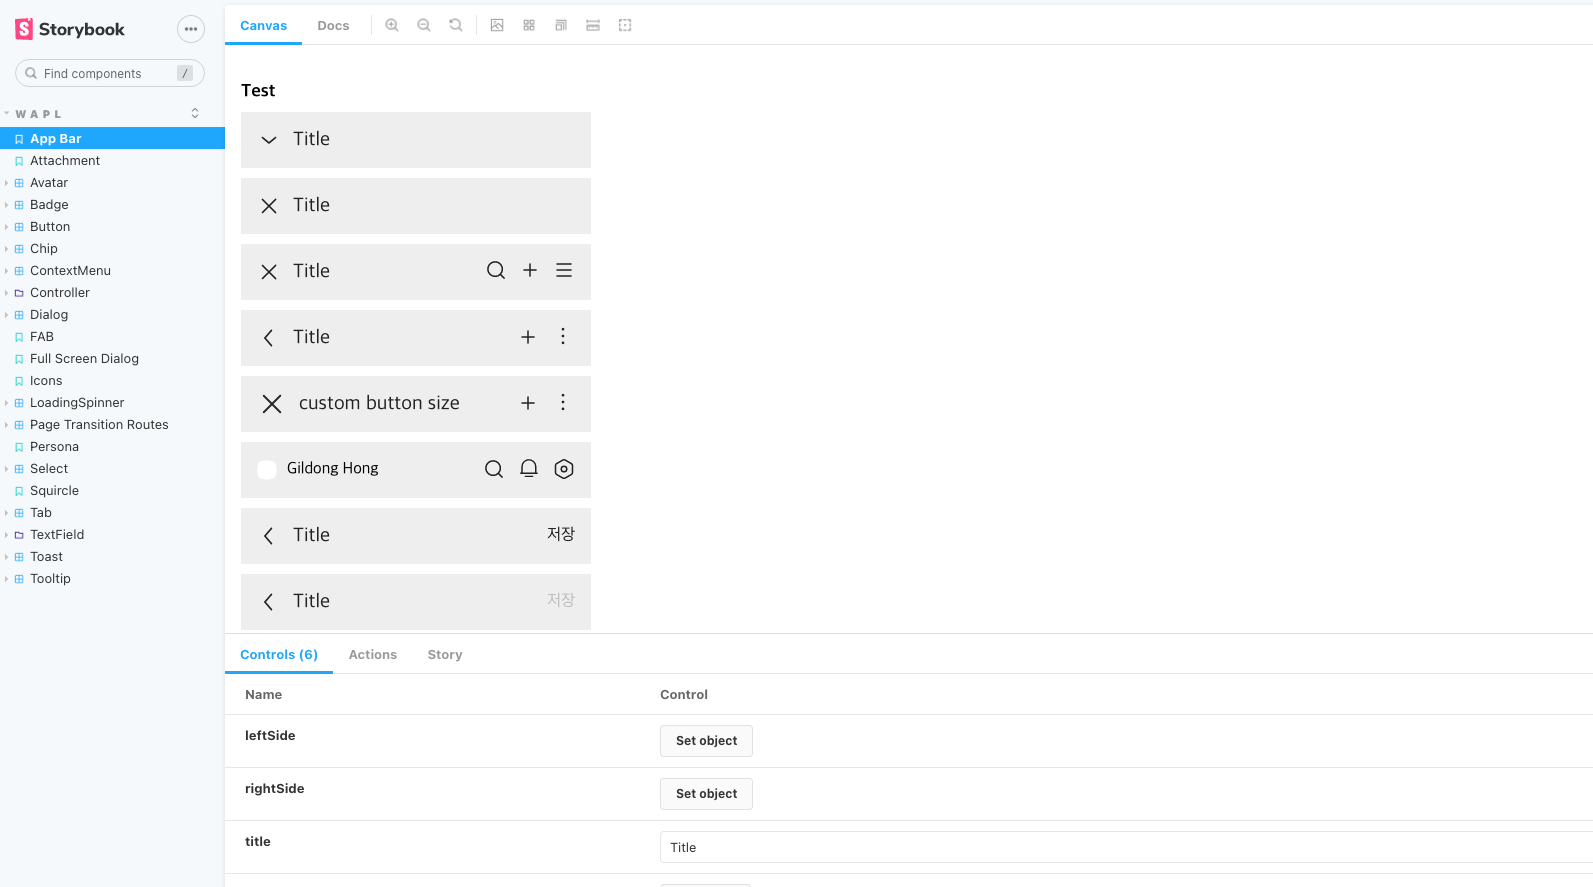 Storybook
Find components
/
WAPL
App Bar
Attachment
Avatar
Badge
Button
Chip
ContextMenu
Controller
Dialog
FAB
Full Screen Dialog
Icons
LoadingSpinner
Page Transition Routes
Persona
Select
Squircle
Tab
TextField
Toast
Tooltip
Canvas Docs
Test
Title
Title
Title
Title
custom button size
Gildong Hong
Title 저장
Title 저장
Controls (6) Actions Story
Name Control
leftSide Set object
rightSide Set object
title Title